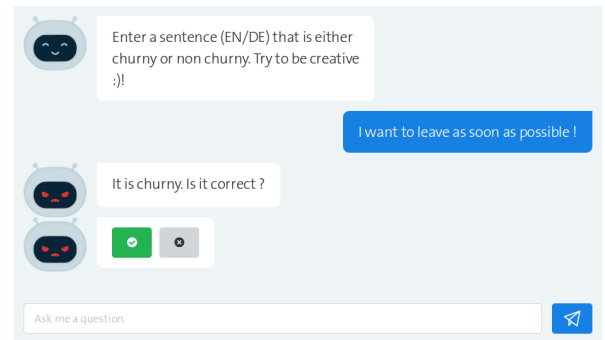 Enter a sentence (EN/DE) that is either
churny or non churny. Try to be creative
:)!
I want to leave as soon as possible !
It is churny. Is it correct ?
Ask me a question.